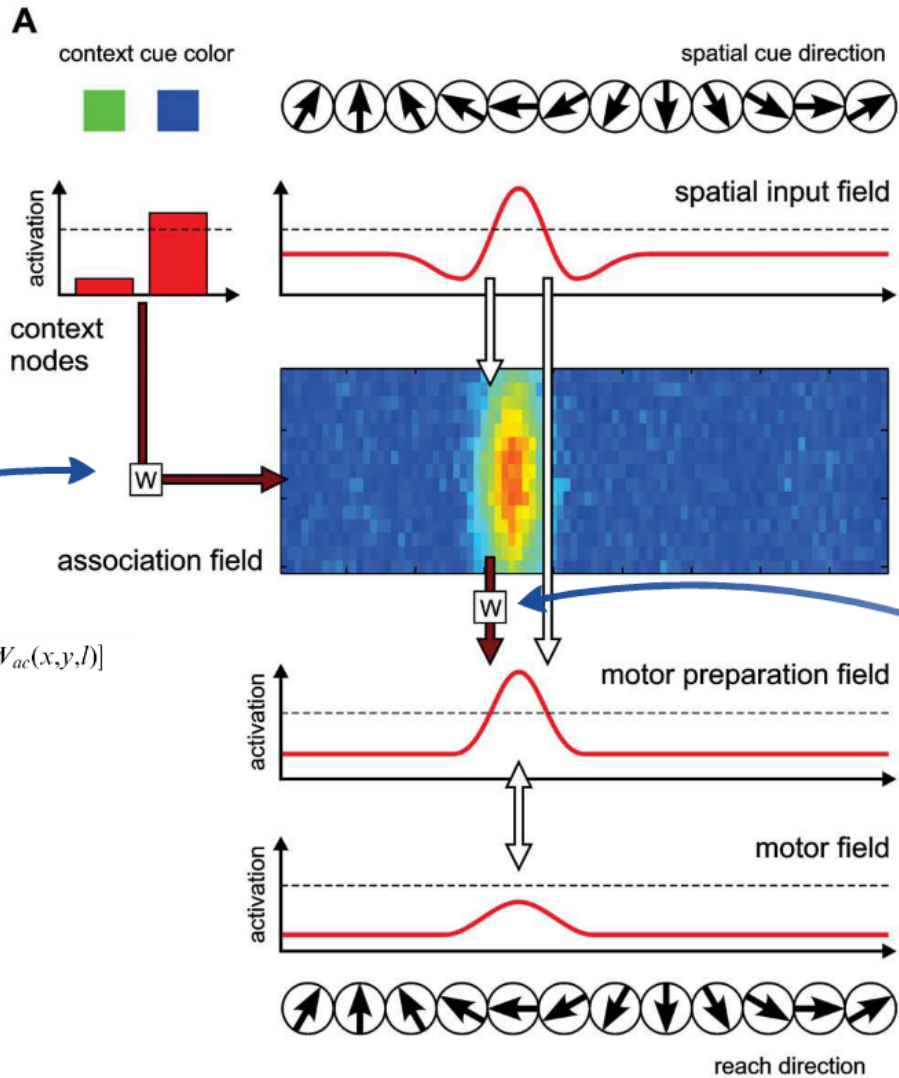 A
context cue color
spatial cue direction
activation
spatial input field
context
nodes
W
association field
W
V_{ac}(x,y,l)]
activation
motor preparation field
activation
motor field
reach direction